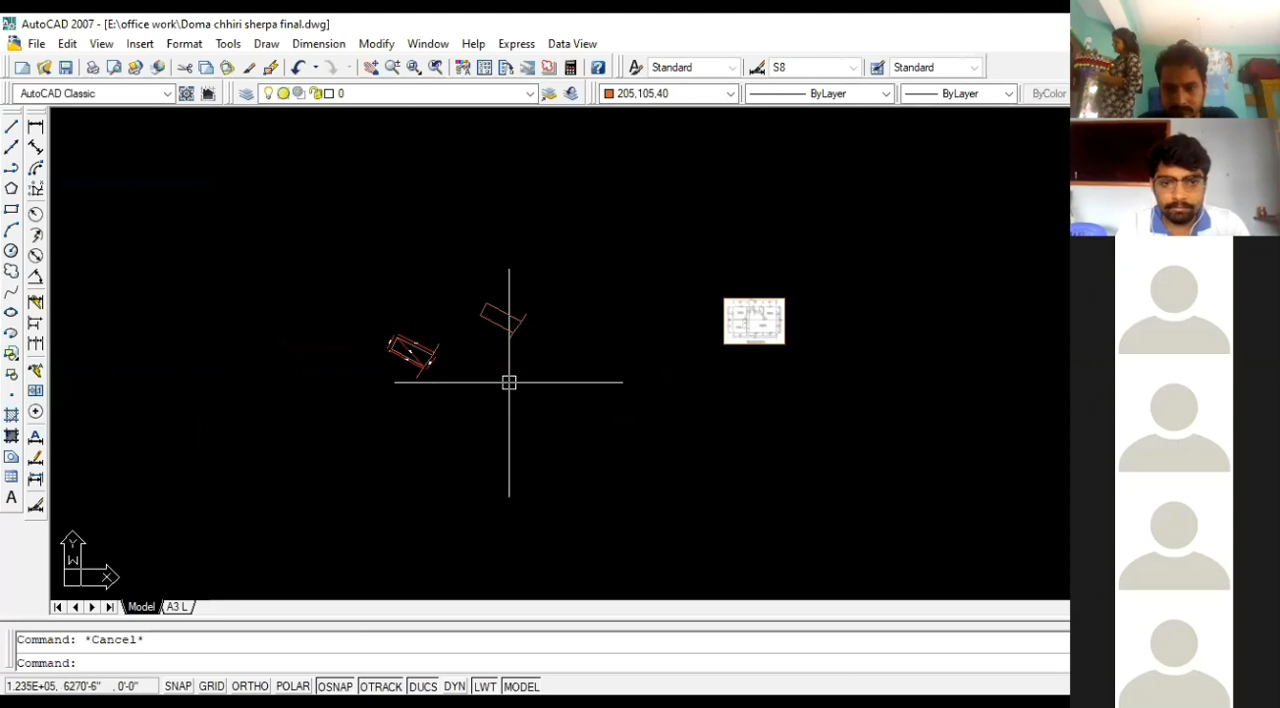 AutoCAD 2007 - [E:\office work\Doma chhiri sherpa final.dwg]
File Edit View Insert Format Tools Draw Dimension Modify Window Help Express Data View
Standard S8 Standard
AutoCAD Classic 0 205,105,40 ByLayer ByLayer ByColor
A
Y
W
X
Model A3 L
Command: *Cancel*
Command:
1.235E+05, 6270'-6" , 0'-0" SNAP GRID ORTHO POLAR OSNAP OTRACK DUCS DYN LWT MODEL